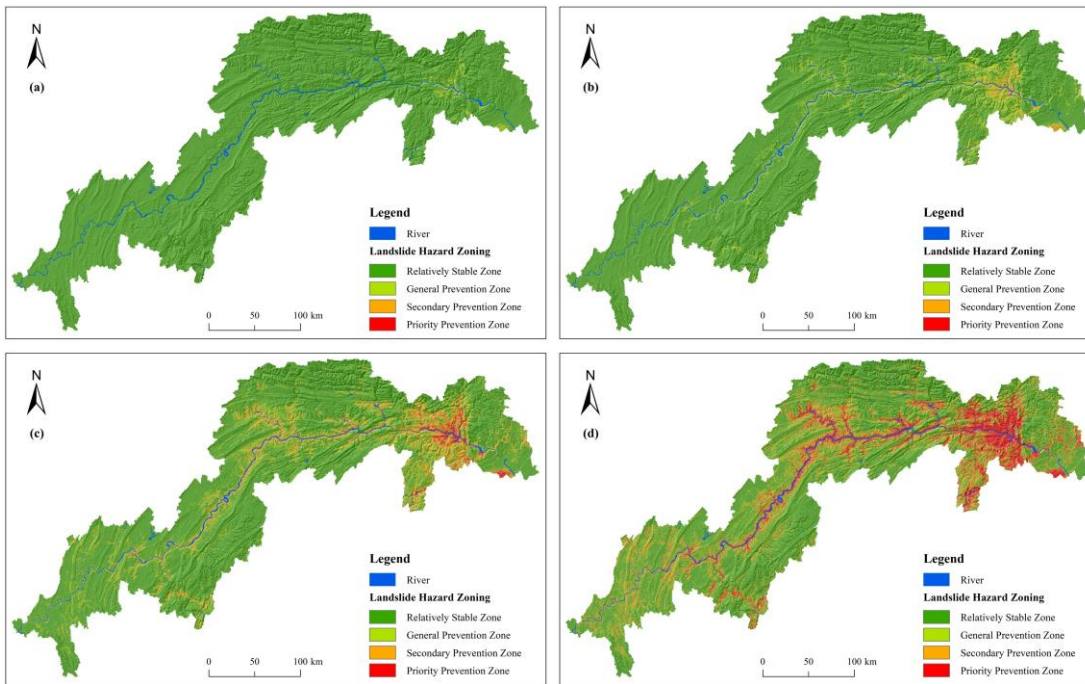 N
(a)
Legend
River
Landslide Hazard Zoning
Relatively Stable Zone
General Prevention Zone
Secondary Prevention Zone
Priority Prevention Zone
0 50 100 km
N
(b)
Legend
River
Landslide Hazard Zoning
Relatively Stable Zone
General Prevention Zone
Secondary Prevention Zone
Priority Prevention Zone
0 50 100 km
N
(c)
Legend
River
Landslide Hazard Zoning
Relatively Stable Zone
General Prevention Zone
Secondary Prevention Zone
Priority Prevention Zone
0 50 100 km
N
(d)
Legend
River
Landslide Hazard Zoning
Relatively Stable Zone
General Prevention Zone
Secondary Prevention Zone
Priority Prevention Zone
0 50 100 km